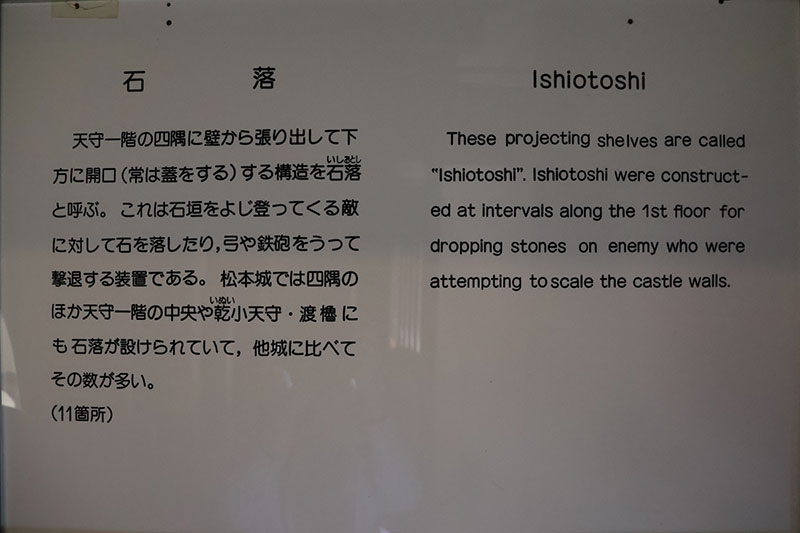 石落
天守一階の四隅に壁から張り出して下
方に開口(常は蓋をする)する構造を石落
と呼ぶ。これは石垣をよじ登ってくる敵
に対して石を落したり,弓や鉄砲をうって
撃退する装置である。松本城では四隅の
ほか天守一階の中央や乾小天守・渡櫓に
も石落が設けられていて,他城に比べて
その数が多い。
(11箇所)
いしおとし
いぬい
Ishiotoshi
These projecting shelves are called
"Ishiotoshi". Ishiotoshi were construct-
ed at intervals along the 1st floor for
dropping stones on enemy who were
attempting to scale the castle walls.